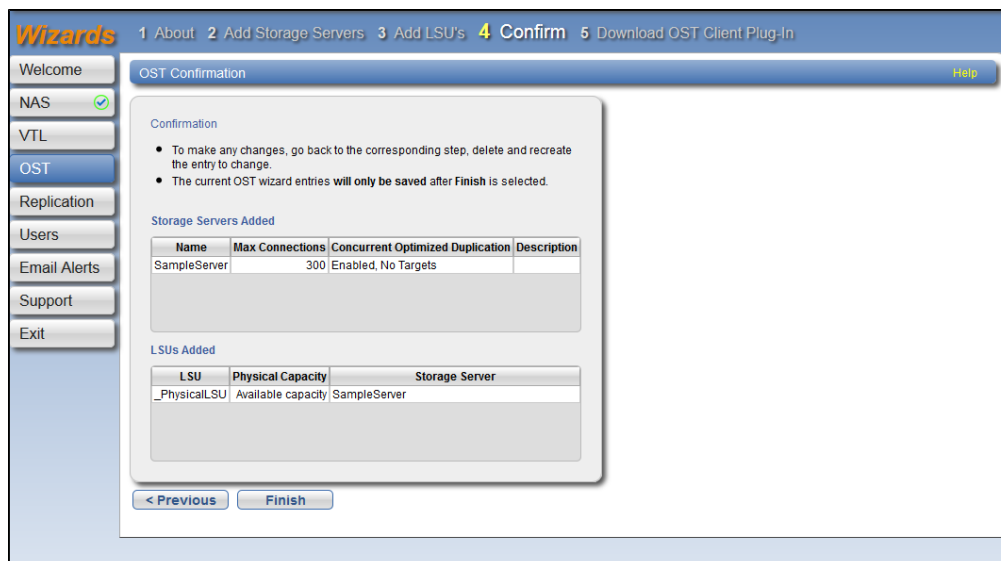 Wizards
1 About 2 Add Storage Servers 3 Add LSU's 4 Confirm 5 Download OST Client Plug-In
Welcome
NAS
VTL
OST
Replication
Users
Email Alerts
Support
Exit
OST Confirmation Help
Confirmation
• To make any changes, go back to the corresponding step, delete and recreate
the entry to change.
• The current OST wizard entries will only be saved after Finish is selected.
Storage Servers Added
Name Max Connections Concurrent Optimized Duplication Description
SampleServer 300 Enabled, No Targets
LSUs Added
LSU Physical Capacity Storage Server
_PhysicalLSU Available capacity SampleServer
< Previous Finish